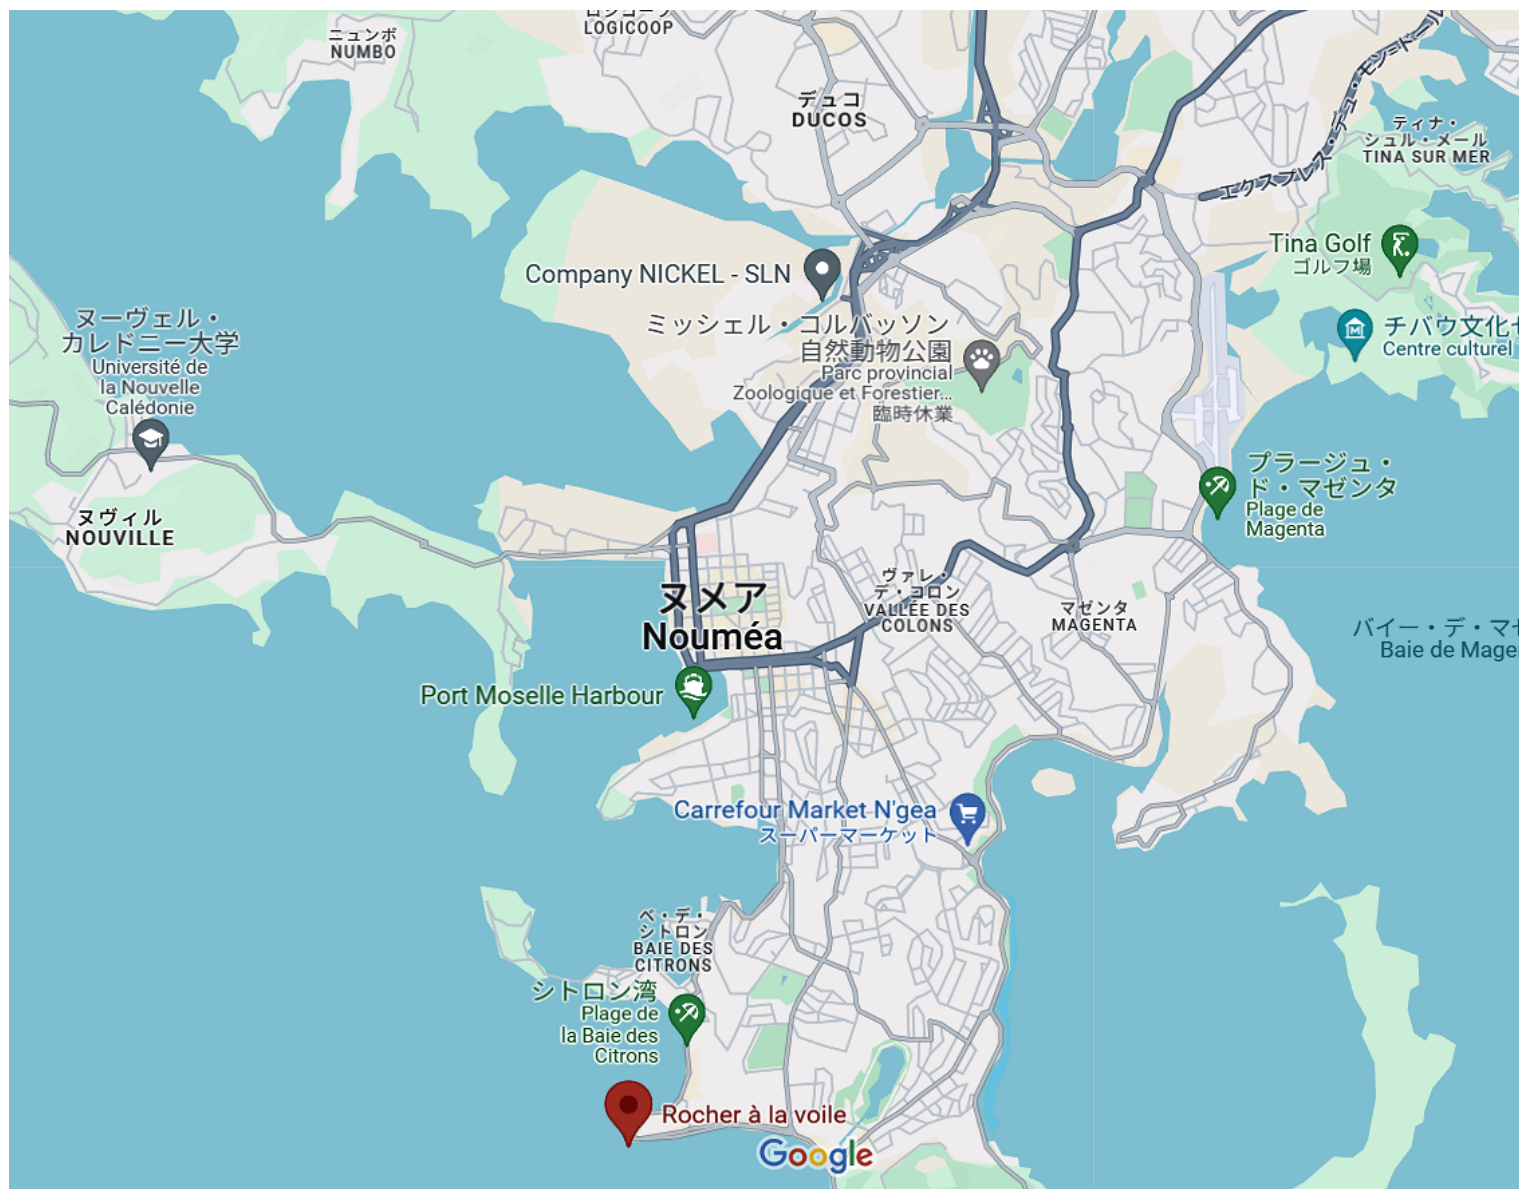 ニュンボ
NUMBO
LOGICOOP
デュコ
DUCOS
エクスプレス・デュ・モン=ドール
ティナ・
シュル・メール
TINA SUR MER
Tina Golf
ゴルフ場
Company NICKEL - SLN
ヌーヴェル・
カレドニー大学
Université de
la Nouvelle
Calédonie
ミッシェル・コルバッソン
自然動物公園
Parc provincial
Zoologique et Forestier...
臨時休業
チバウ文化
Centre culturel
プラージュ・
ド・マゼンタ
Plage de
Magenta
ヌヴィル
NOUVILLE
ヌメア
Nouméa
ヴァレ・
デ・コロン
VALLÉE DES
COLONS
マゼンタ
MAGENTA
バイー・デ・マ
Baie de Mage
Port Moselle Harbour
Carrefour Market N'gea
スーパーマーケット
ベ・デ・
シトロン
BAIE DES
CITRONS
シトロン湾
Plage de
la Baie des
Citrons
Rocher à la voile
Google